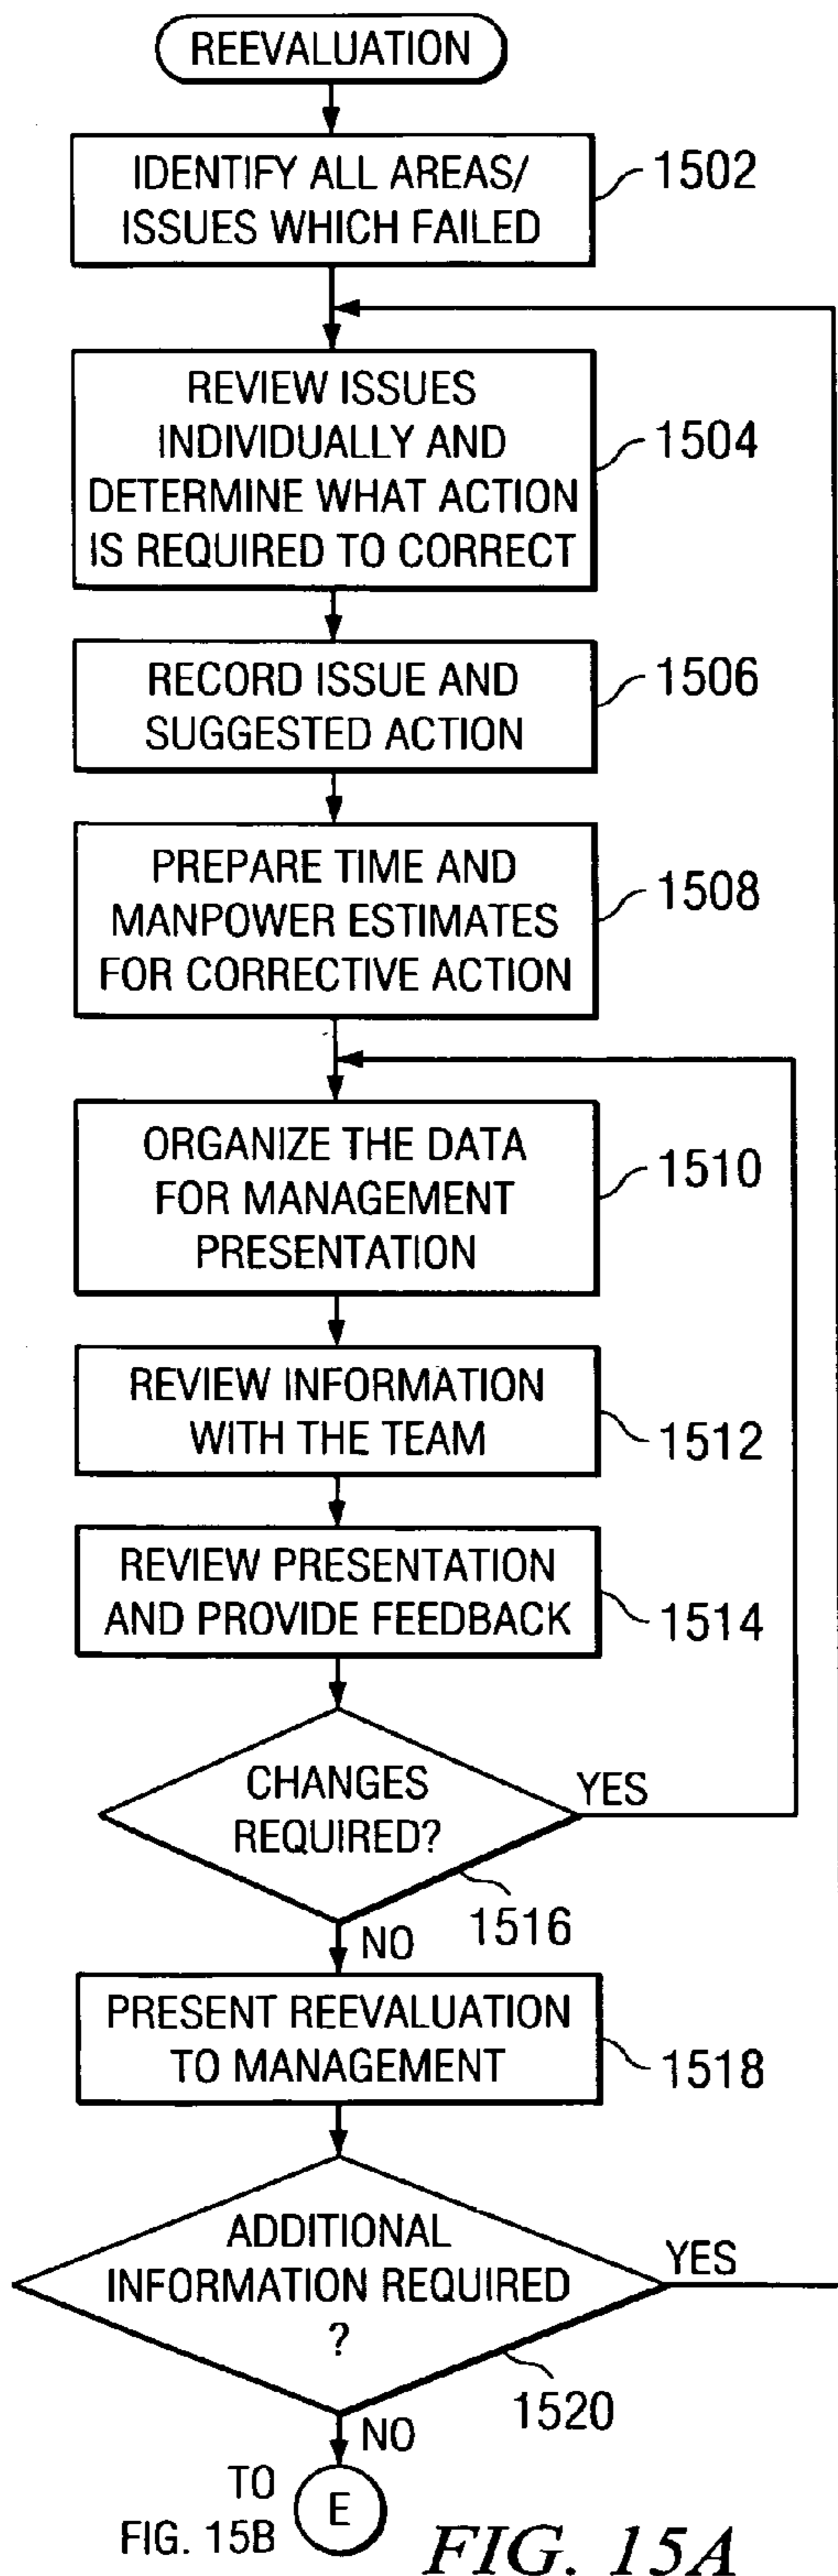 REEVALUATION
IDENTIFY ALL AREAS/
ISSUES WHICH FAILED
1502
REVIEW ISSUES
INDIVIDUALLY AND
DETERMINE WHAT ACTION
IS REQUIRED TO CORRECT
1504
RECORD ISSUE AND
SUGGESTED ACTION
1506
PREPARE TIME AND
MANPOWER ESTIMATES
FOR CORRECTIVE ACTION
1508
ORGANIZE THE DATA
FOR MANAGEMENT
PRESENTATION
1510
REVIEW INFORMATION
WITH THE TEAM
1512
REVIEW PRESENTATION
AND PROVIDE FEEDBACK
1514
CHANGES
REQUIRED?
YES
1516
NO
PRESENT REEVALUATION
TO MANAGEMENT
1518
ADDITIONAL
INFORMATION REQUIRED
?
YES
1520
NO
TO
FIG. 15B
E
FIG. 15A